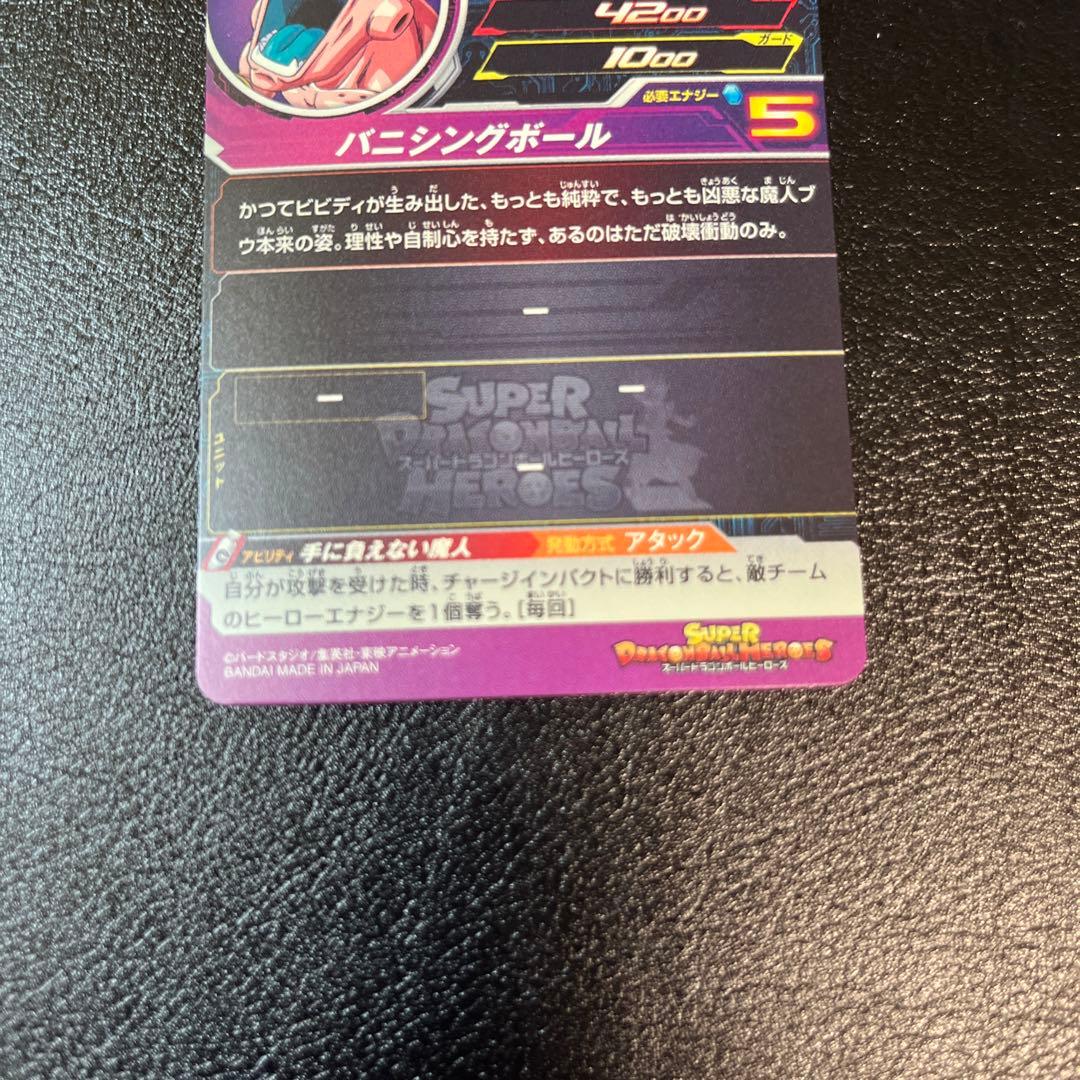 4200
ガード
1000
必要エナジー
5
バニシングボール
かつてビビディが生み出した、もっとも純粋で、もっとも凶悪な魔人ブ
ウ本来の姿。理性や自制心を持たず、あるのはただ破壊衝動のみ。
-
-
-
SUPER
DRAGONBALL
スーパードラゴンボールヒーローズ
-
HEROES
ユニット
アビリティ 手に負えない魔人 発動方式 アタック
自分が攻撃を受けた時、チャージインパクトに勝利すると、敵チーム
のヒーローエナジーを1個奪う。[毎回]
©バードスタジオ/集英社・東映アニメーション
BANDAI MADE IN JAPAN
SUPER
DRAGONBALL HEROES
スーパードラゴンボールヒーローズ